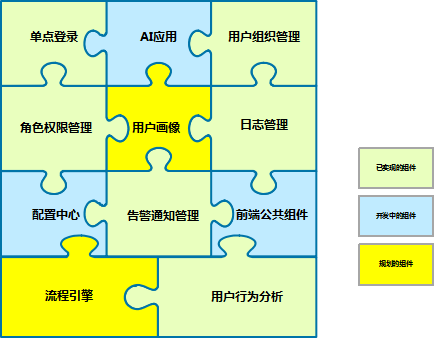 单点登录
AI应用
用户组织管理
角色权限管理
用户画像
日志管理
配置中心
告警通知管理
前端公共组件
流程引擎
用户行为分析
已实现的组件
开发中的组件
规划的组件